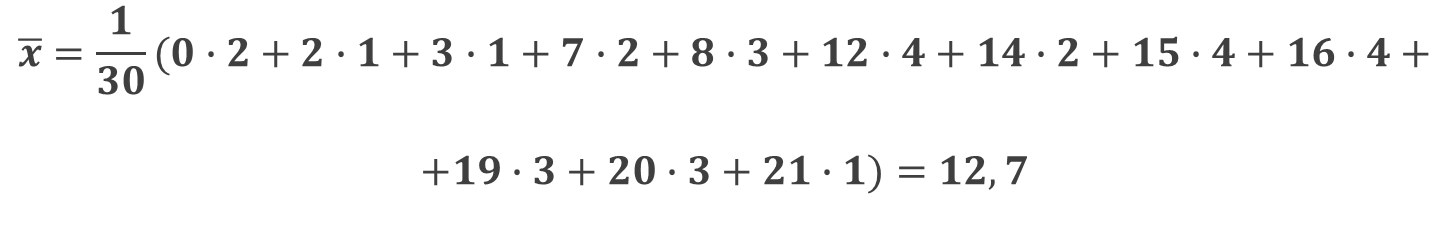 x̅ = 1/30 (0 · 2 + 2 · 1 + 3 · 1 + 7 · 2 + 8 · 3 + 12 · 4 + 14 · 2 + 15 · 4 + 16 · 4 +
+19 · 3 + 20 · 3 + 21 · 1) = 12, 7